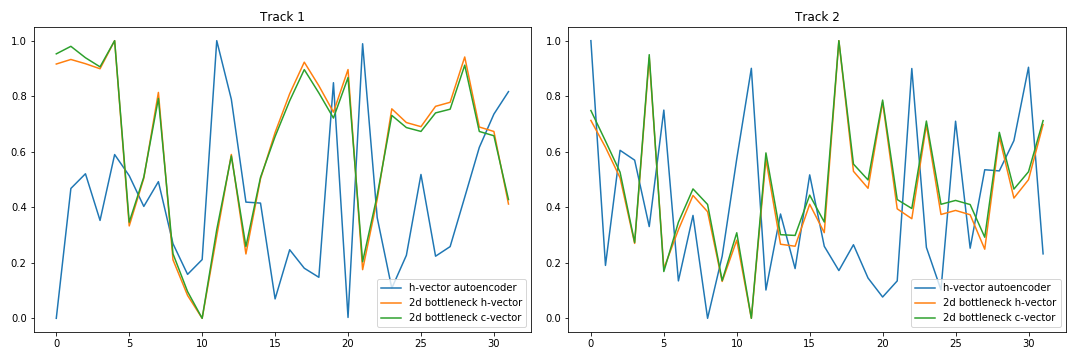 Track 1
1.0
0.8
0.6
0.4
0.2
0.0
0 5 10 15 20 25 30
h-vector autoencoder
2d bottleneck h-vector
2d bottleneck c-vector
Track 2
1.0
0.8
0.6
0.4
0.2
0.0
0 5 10 15 20 25 30
h-vector autoencoder
2d bottleneck h-vector
2d bottleneck c-vector